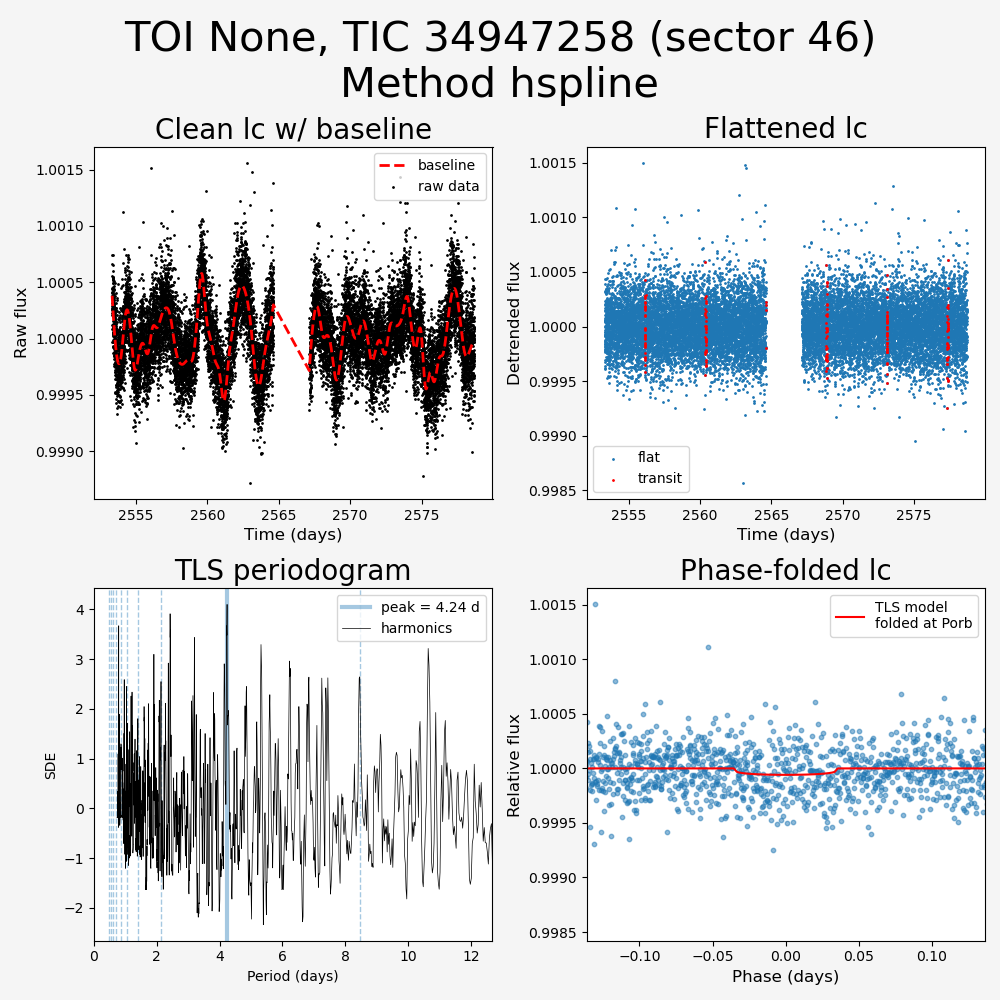 TOI None, TIC 34947258 (sector 46)
Method hspline
Clean lc w/ baseline
Raw flux
1.0015
1.0010
1.0005
1.0000
0.9995
0.9990
baseline
raw data
2555
2560
2565
2570
2575
Time (days)
Flattened lc
Detrended flux
1.0015
1.0010
1.0005
1.0000
0.9995
0.9990
0.9985
flat
transit
2555
2560
2565
2570
2575
Time (days)
TLS periodogram
SDE
4
3
2
1
0
−1
−2
peak = 4.24 d
harmonics
0
2
4
6
8
10
12
Period (days)
Phase-folded lc
Relative flux
1.0015
1.0010
1.0005
1.0000
0.9995
0.9990
0.9985
TLS model
folded at Porb
−0.10
−0.05
0.00
0.05
0.10
Phase (days)